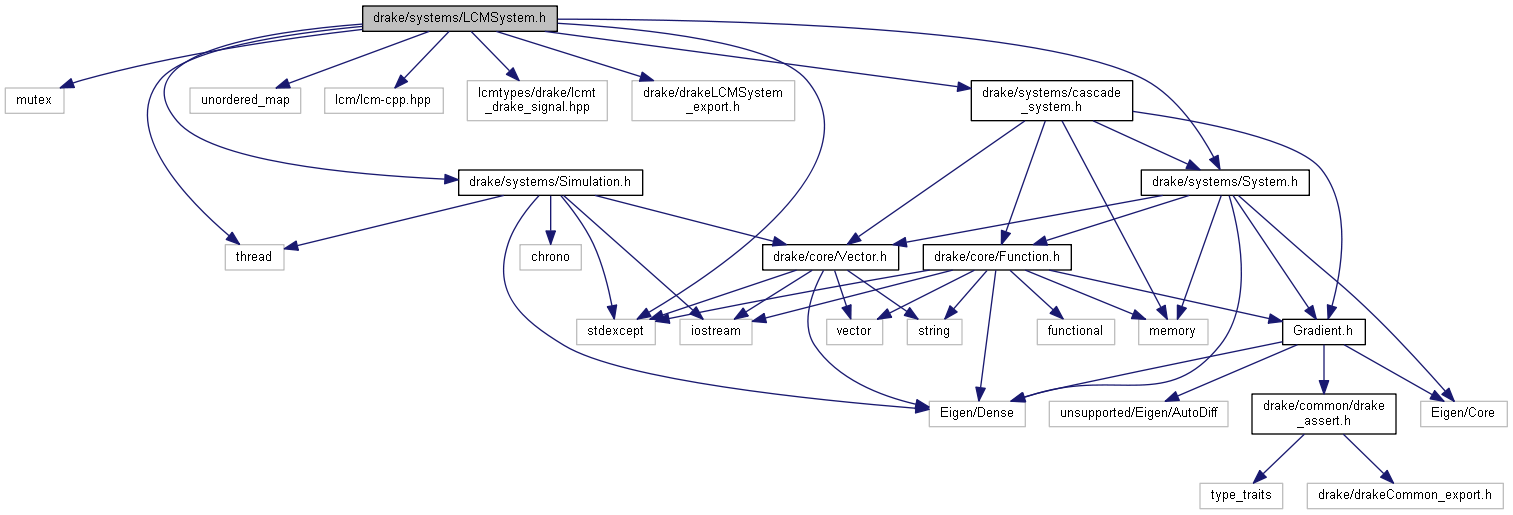 drake/systems/LCMSystem.h
mutex
unordered_map
lcm/lcm-cpp.hpp
lcmtypes/drake/lcmt
_drake_signal.hpp
drake/drakeLCMSystem
_export.h
drake/systems/cascade
_system.h
drake/systems/Simulation.h
drake/systems/System.h
thread
chrono
drake/core/Vector.h
drake/core/Function.h
stdexcept
iostream
vector
string
functional
memory
Gradient.h
Eigen/Dense
unsupported/Eigen/AutoDiff
drake/common/drake
_assert.h
Eigen/Core
type_traits
drake/drakeCommon_export.h